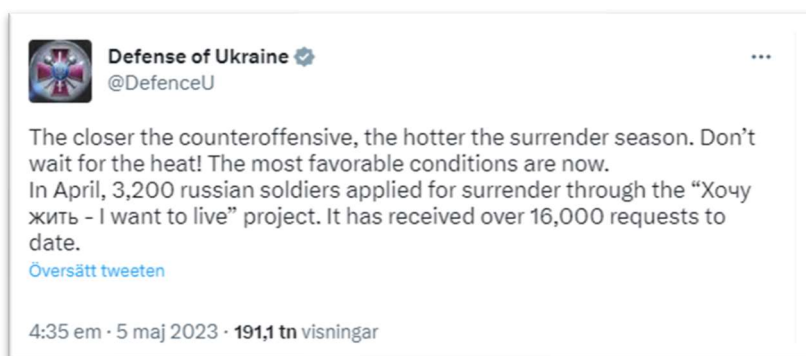 Defense of Ukraine
@DefenceU
...
The closer the counteroffensive, the hotter the surrender season. Don't
wait for the heat! The most favorable conditions are now.
In April, 3,200 russian soldiers applied for surrender through the “Хочу
жить - I want to live” project. It has received over 16,000 requests to
date.
Översätt tweeten
4:35 em · 5 maj 2023 · 191,1 tn visningar